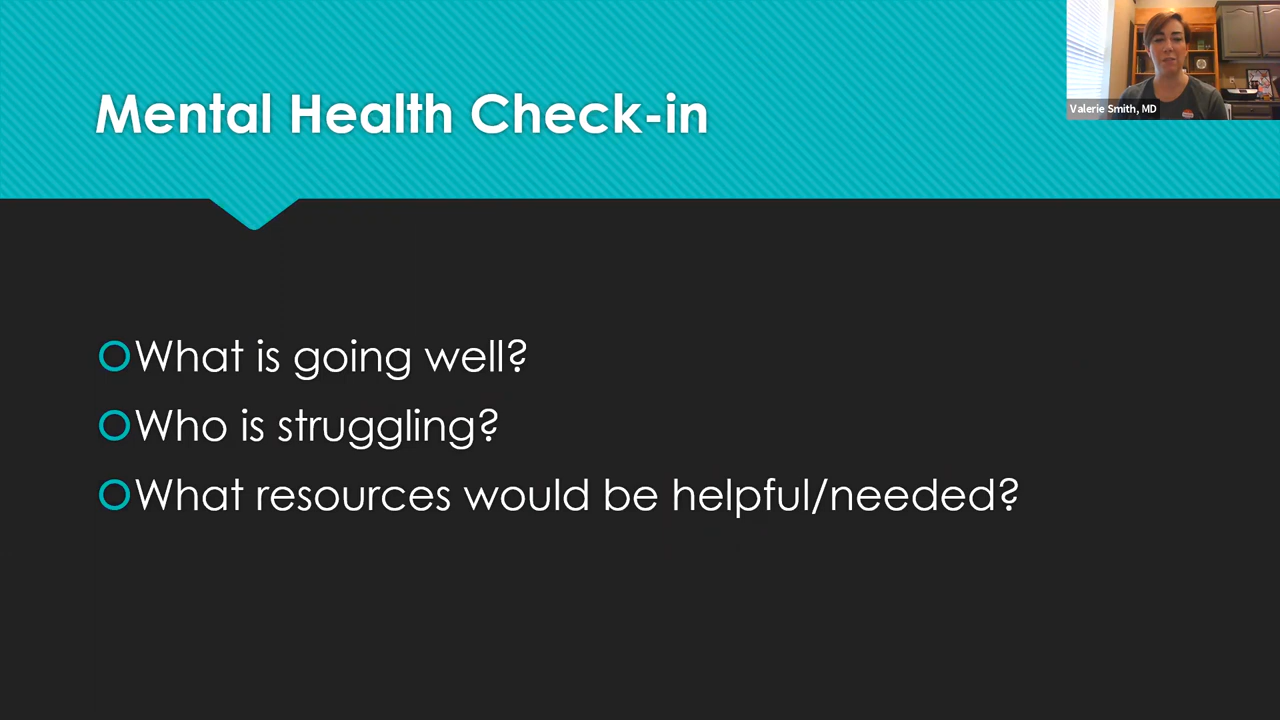 Mental Health Check-in
Valerie Smith, MD
What is going well?
Who is struggling?
What resources would be helpful/needed?